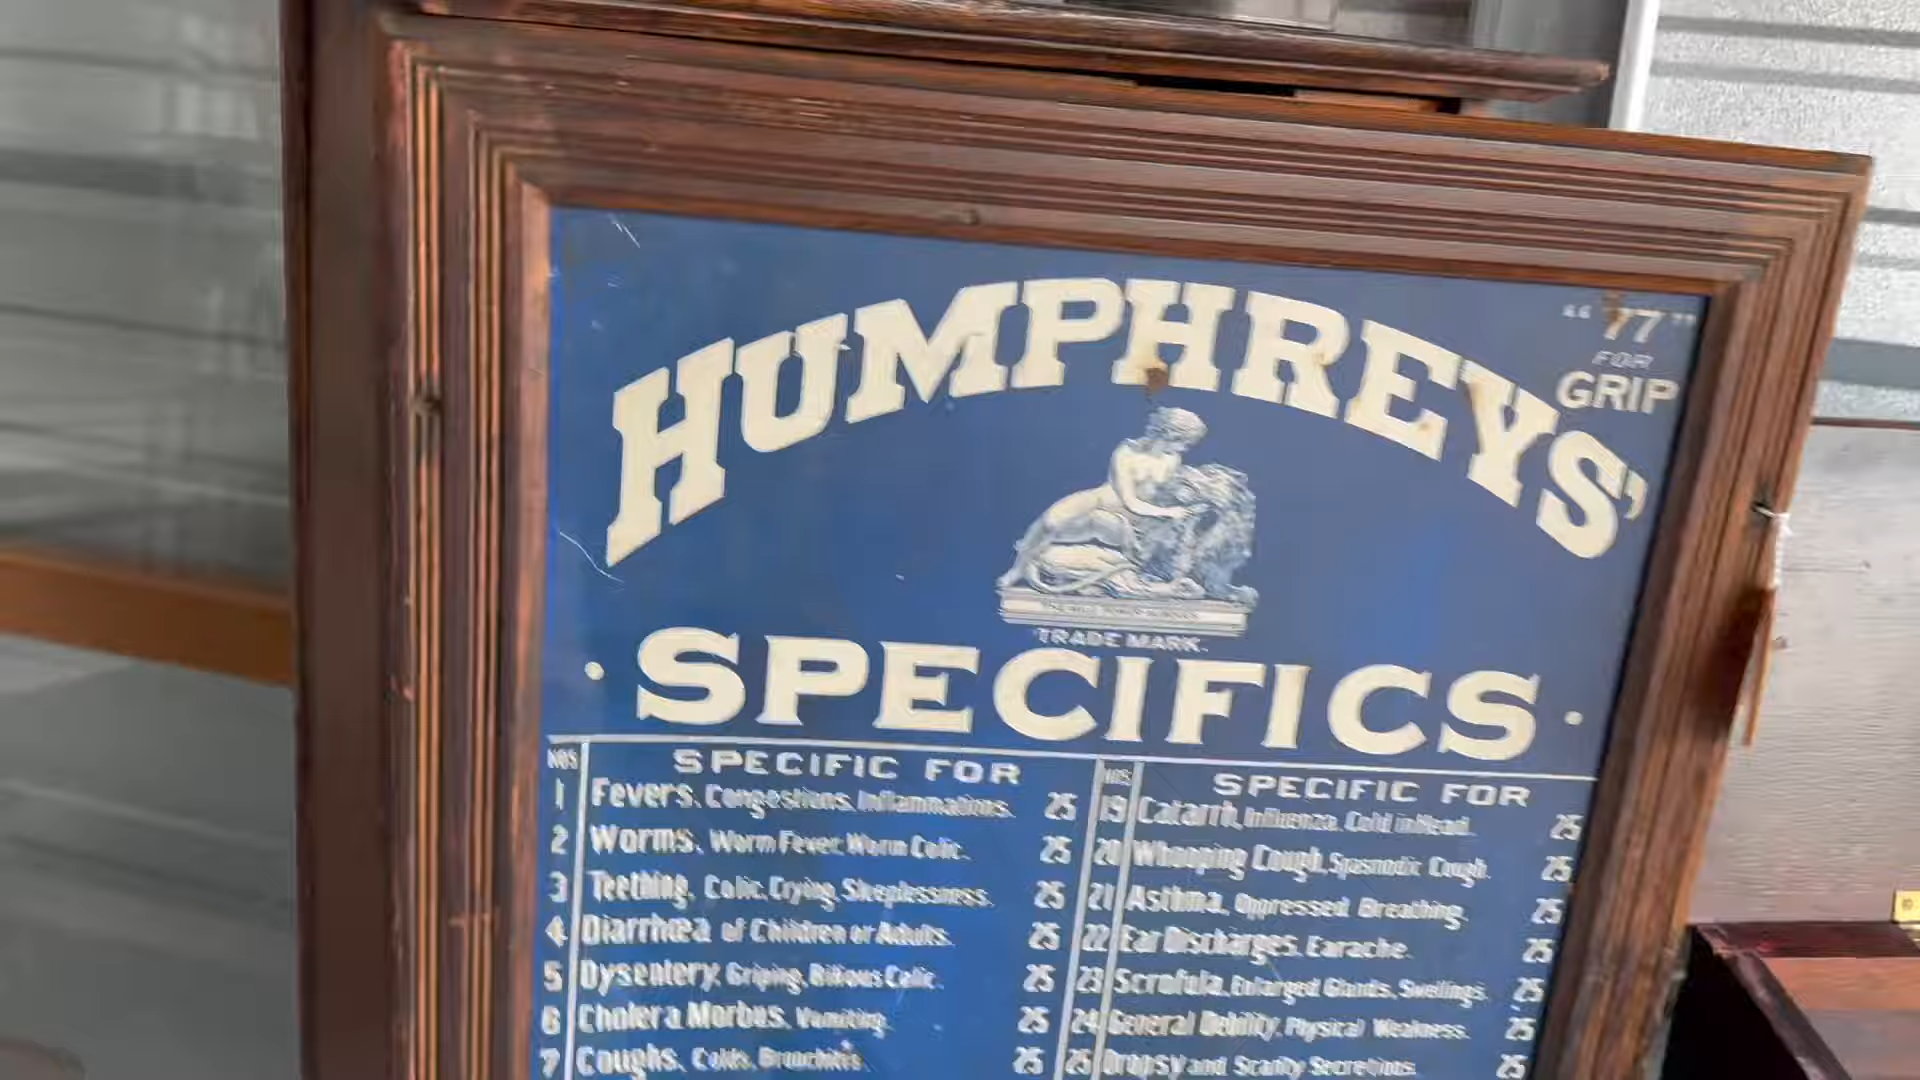 HUMPHREYS'
"77"
FOR
GRIP
TRADE MARK.
· SPECIFICS ·
NOS SPECIFIC FOR
1 Fevers, Congestions, Inflammations. 25
2 Worms, Worm Fever, Worm Colic. 25
3 Teething, Colic, Crying, Sleeplessness. 25
4 Diarrhœa of Children or Adults. 25
5 Dysentery, Griping, Bilious Colic. 25
6 Cholera Morbus, Vomiting. 25
7 Coughs, Colds, Bronchitis. 25
NOS SPECIFIC FOR
19 Catarrh, Influenza, Cold in Head. 25
20 Whooping Cough, Spasmodic Cough. 25
21 Asthma, Oppressed Breathing. 25
22 Ear Discharges, Earache. 25
23 Scrofula, Enlarged Glands, Swellings. 25
24 General Debility, Physical Weakness. 25
25 Dropsy and Scanty Secretions. 25